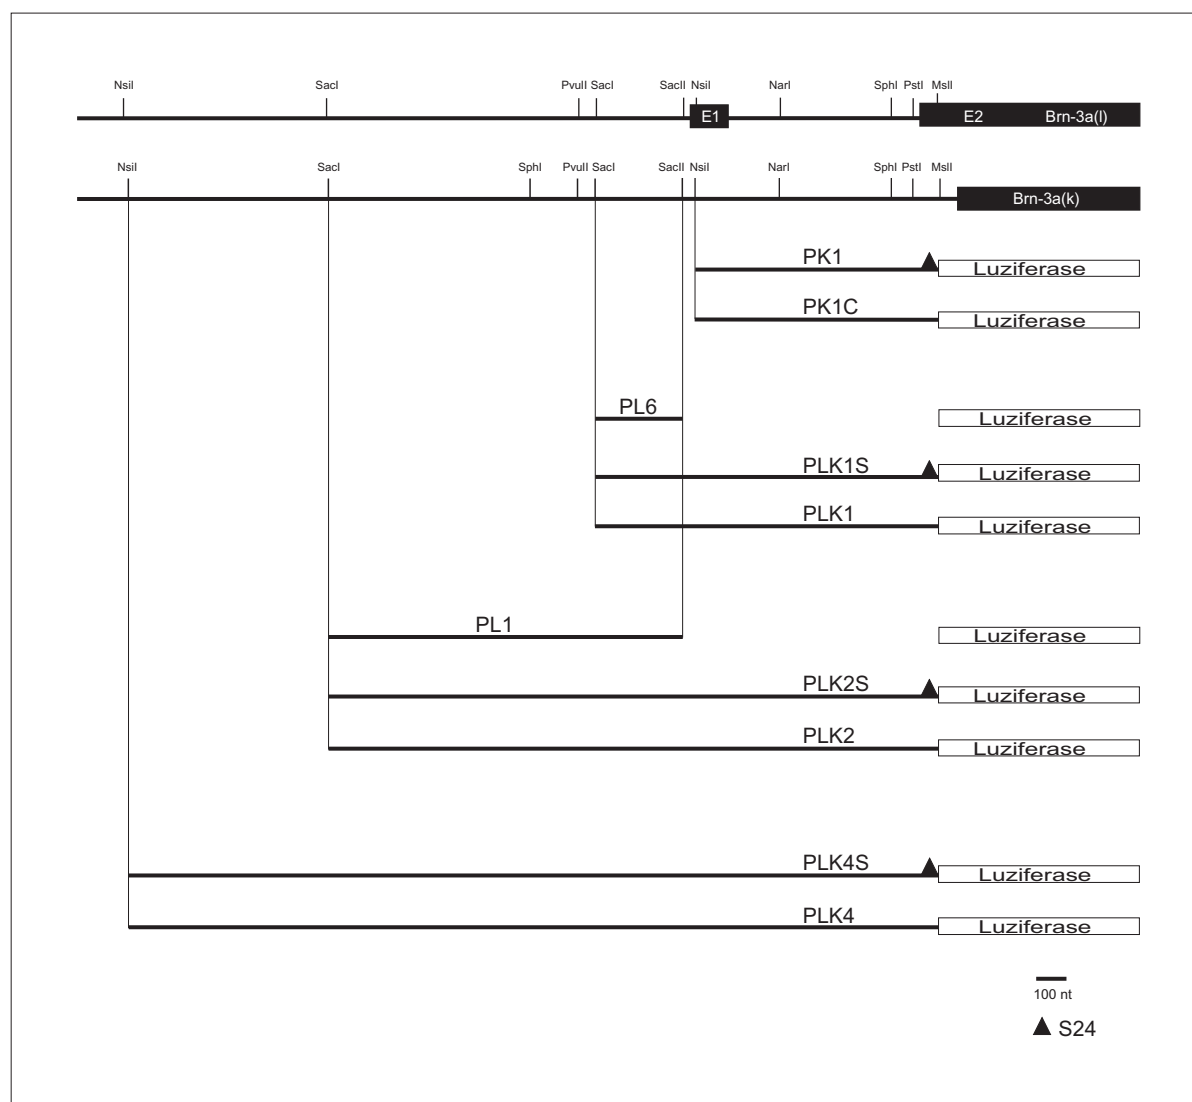 NsiI SacI PvuII SacI SacII NsiI NarI SphI PstI MslI
E1 E2 Brn-3a(l)
NsiI SacI SphI PvuII SacI SacII NsiI NarI SphI PstI MslI
Brn-3a(k)
PK1
Luziferase
PK1C
Luziferase
PL6
Luziferase
PLK1S
Luziferase
PLK1
Luziferase
PL1
Luziferase
PLK2S
Luziferase
PLK2
Luziferase
PLK4S
Luziferase
PLK4
Luziferase
100 nt
S24